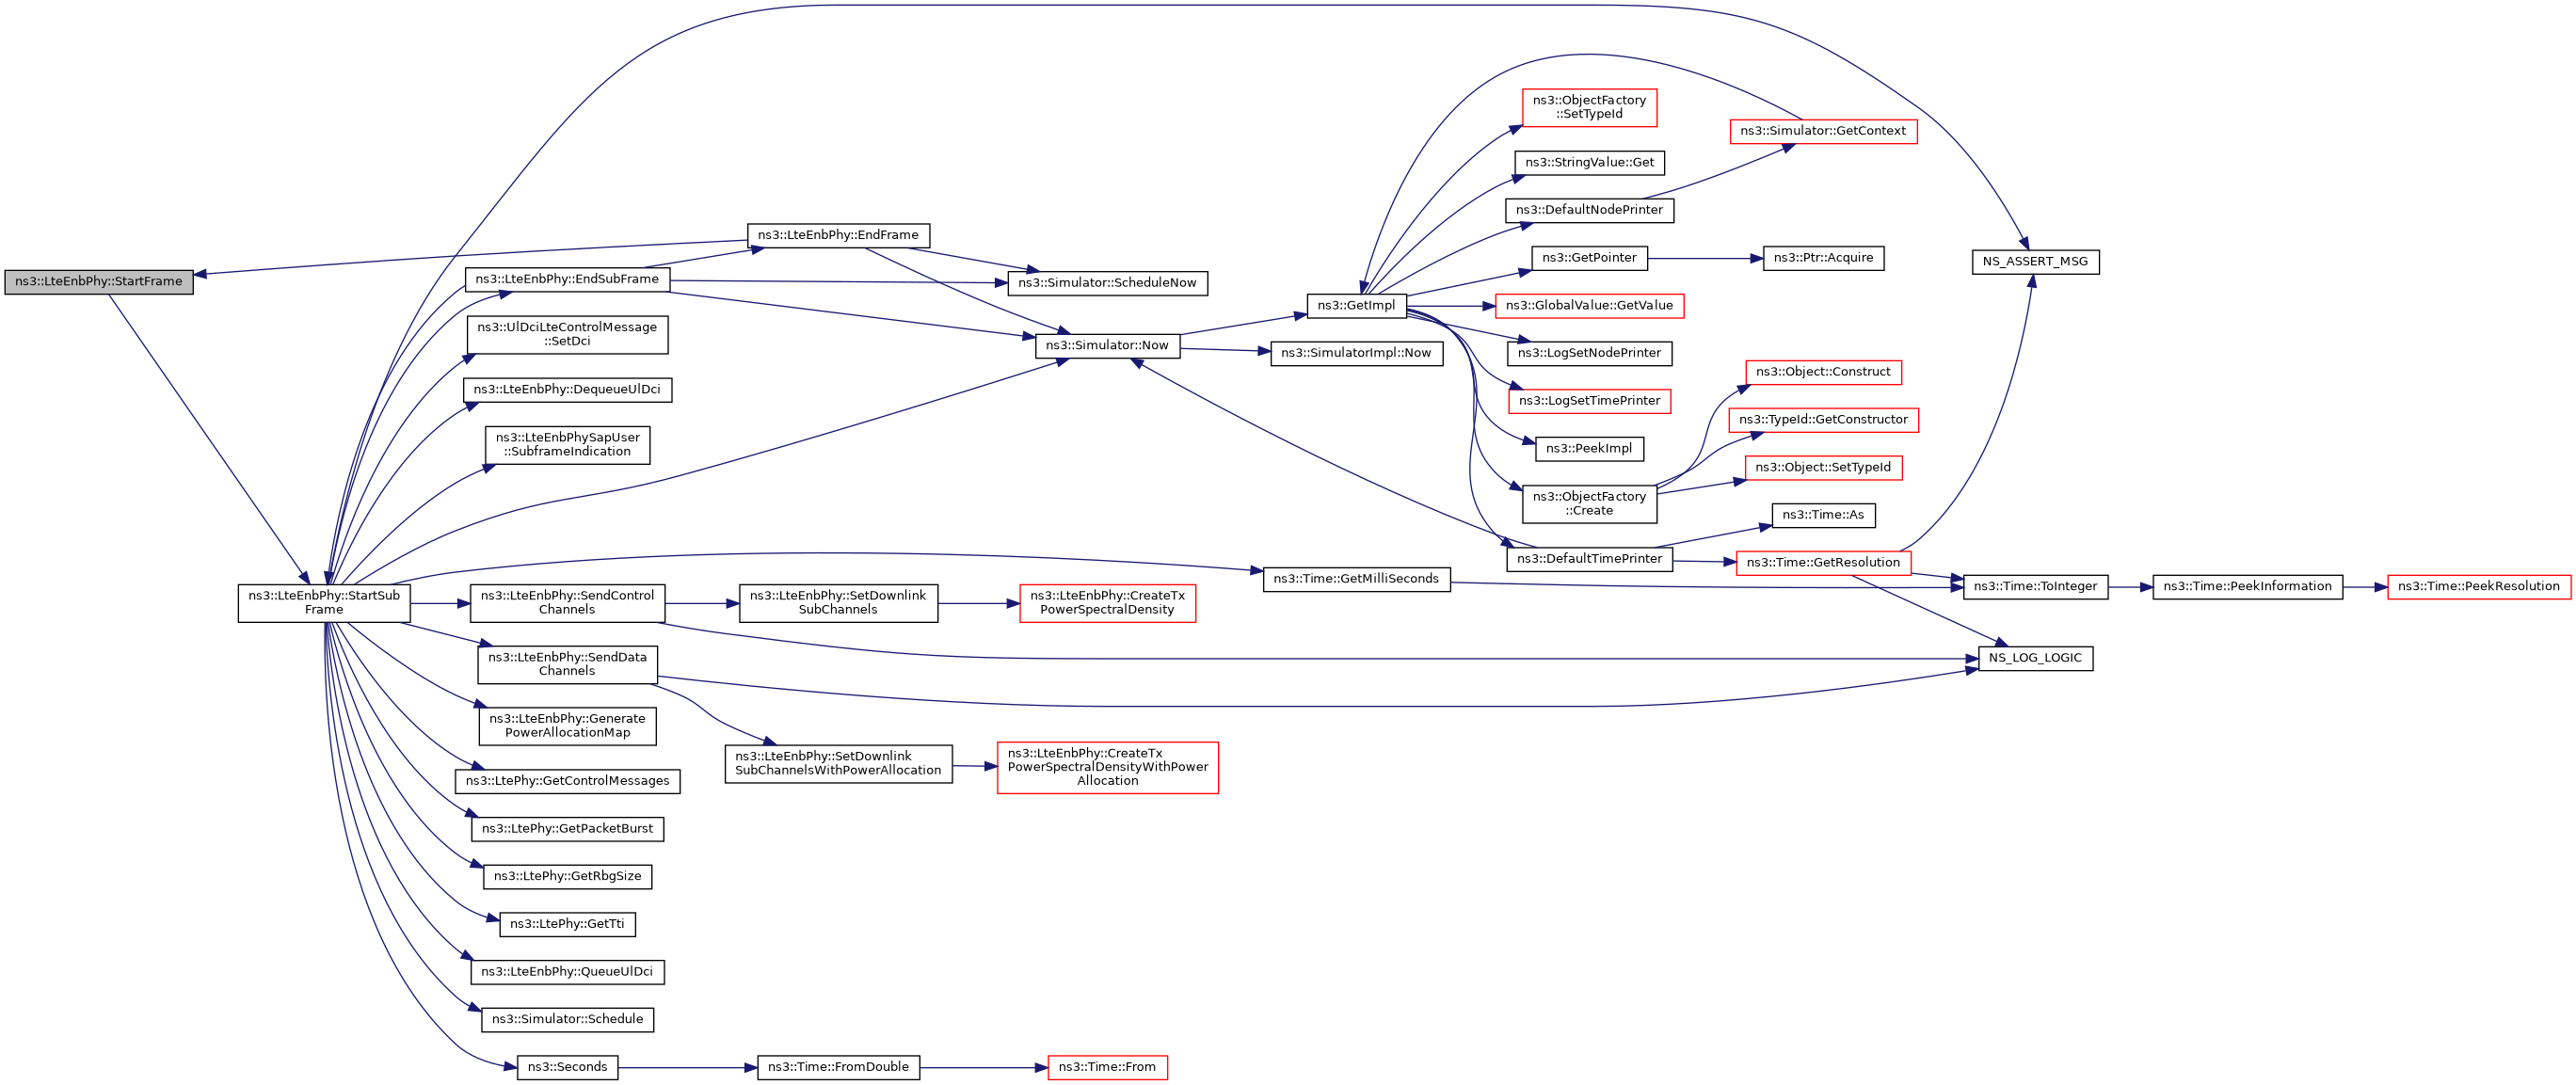 ns3::LteEnbPhy::StartFrame
ns3::LteEnbPhy::StartSub
Frame
ns3::LteEnbPhy::EndSubFrame
ns3::UlDciLteControlMessage
::SetDci
ns3::LteEnbPhy::DequeueUlDci
ns3::LteEnbPhySapUser
::SubframeIndication
ns3::LteEnbPhy::SendControl
Channels
ns3::LteEnbPhy::SendData
Channels
ns3::LteEnbPhy::Generate
PowerAllocationMap
ns3::LtePhy::GetControlMessages
ns3::LtePhy::GetPacketBurst
ns3::LtePhy::GetRbgSize
ns3::LtePhy::GetTti
ns3::LteEnbPhy::QueueUlDci
ns3::Simulator::Schedule
ns3::Seconds
ns3::LteEnbPhy::EndFrame
ns3::LteEnbPhy::SetDownlink
SubChannels
ns3::LteEnbPhy::SetDownlink
SubChannelsWithPowerAllocation
ns3::Time::FromDouble
ns3::Simulator::ScheduleNow
ns3::Simulator::Now
ns3::LteEnbPhy::CreateTx
PowerSpectralDensity
ns3::LteEnbPhy::CreateTx
PowerSpectralDensityWithPower
Allocation
ns3::Time::From
ns3::GetImpl
ns3::SimulatorImpl::Now
ns3::Time::GetMilliSeconds
ns3::ObjectFactory
::SetTypeId
ns3::StringValue::Get
ns3::DefaultNodePrinter
ns3::GetPointer
ns3::GlobalValue::GetValue
ns3::LogSetNodePrinter
ns3::LogSetTimePrinter
ns3::PeekImpl
ns3::ObjectFactory
::Create
ns3::DefaultTimePrinter
ns3::Simulator::GetContext
ns3::Ptr::Acquire
ns3::Object::Construct
ns3::TypeId::GetConstructor
ns3::Object::SetTypeId
ns3::Time::As
ns3::Time::GetResolution
NS_ASSERT_MSG
ns3::Time::ToInteger
NS_LOG_LOGIC
ns3::Time::PeekInformation
ns3::Time::PeekResolution